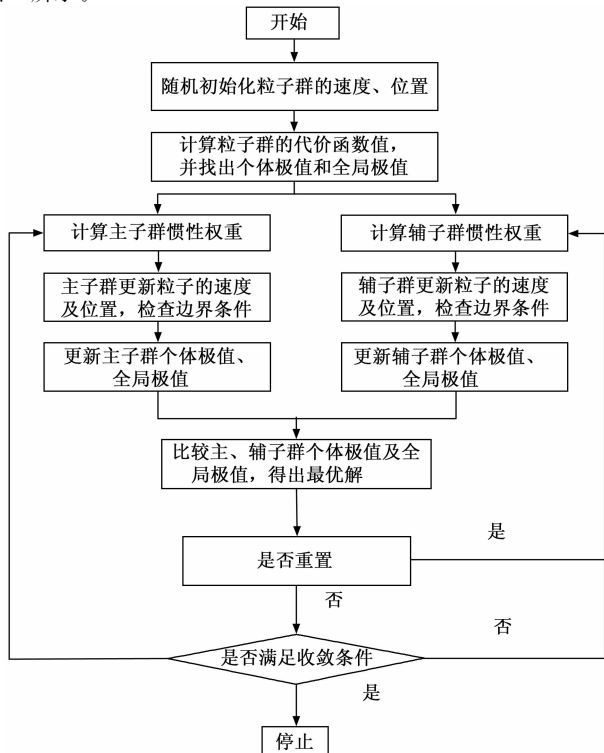 开始
随机初始化粒子群的速度、位置
计算粒子群的代价函数值，
并找出个体极值和全局极值
计算主子群惯性权重
计算辅子群惯性权重
主子群更新粒子的速度
及位置，检查边界条件
辅子群更新粒子的速度
及位置，检查边界条件
更新主子群个体极值、
全局极值
更新辅子群个体极值、
全局极值
比较主、辅子群个体极值及全
局极值，得出最优解
是否重置
是
否
是否满足收敛条件
否
是
停止